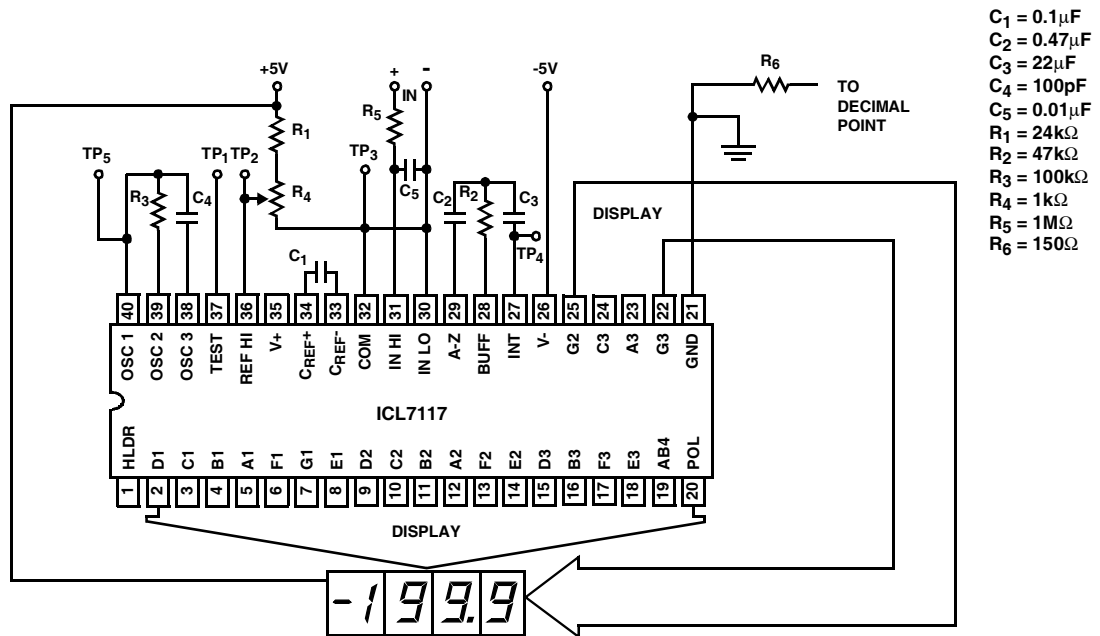 C1 = 0.1μF
C2 = 0.47μF
C3 = 22μF
C4 = 100pF
C5 = 0.01μF
R1 = 24kΩ
R2 = 47kΩ
R3 = 100kΩ
R4 = 1kΩ
R5 = 1MΩ
R6 = 150Ω
+5V
+
-
IN
-5V
R6
TO
DECIMAL
POINT
R1
R5
TP5
TP1
TP2
TP3
R3
C4
R4
C5
C2
R2
C3
DISPLAY
TP4
C1
40
39
38
37
36
35
34
33
32
31
30
29
28
27
26
25
24
23
22
21
OSC 1
OSC 2
OSC 3
TEST
REF HI
V+
CREF+
CREF-
COM
IN HI
IN LO
A-Z
BUFF
INT
V-
G2
C3
A3
G3
GND
ICL7117
HLDR
D1
C1
B1
A1
F1
G1
E1
D2
C2
B2
A2
F2
E2
D3
B3
F3
E3
AB4
POL
1
2
3
4
5
6
7
8
9
10
11
12
13
14
15
16
17
18
19
20
DISPLAY
-199.9